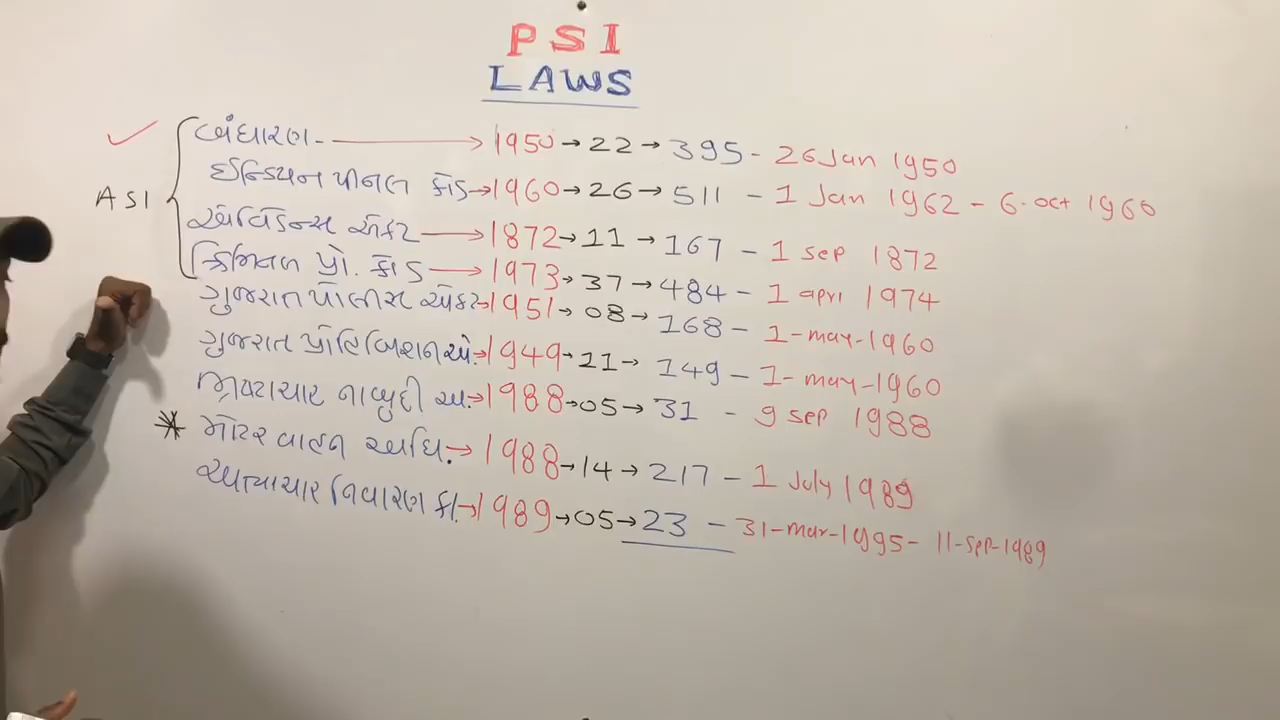 PSI
LAWS
બંધારણ - → 1950 → 22 → 395 - 26 Jan 1950
ઈન્ડિયન પીનલ કોડ → 1960 → 26 → 511 - 1 Jan 1962 - 6-oct 1960
ASI
એવિડન્સ એક્ટ → 1872 → 11 → 167 - 1 sep 1872
ક્રિમિનલ પ્રો. કોડ → 1973 → 37 → 484 - 1 april 1974
ગુજરાત પોલીસ એક્ટ → 1951 → 08 → 168 - 1-may-1960
ગુજરાત પ્રોહિબિશન એ. → 1949 → 11 → 149 - 1-may-1960
ભ્રષ્ટાચાર નાબુદી અ. → 1988 → 05 → 31 - 9 sep 1988
* મોટર વાહન અધિ. → 1988 → 14 → 217 - 1 July 1989
અત્યાચાર નિવારણ કા. → 1989 → 05 → 23 - 31-mar-1995 - 11-sep-1989